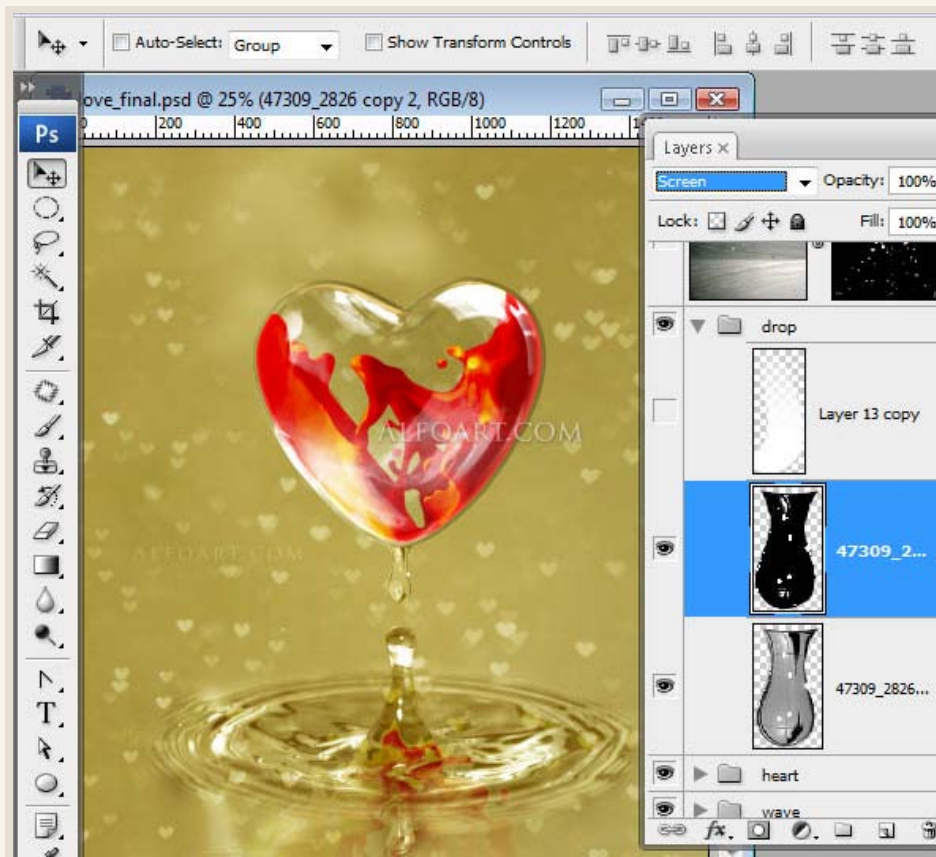 Auto-Select: Group Show Transform Controls
ove_final.psd @ 25% (47309_2826 copy 2, RGB/8)
Ps
200 400 600 800 1000 1200
Layers ×
Screen Opacity: 100%
Lock: Fill: 100%
drop
Layer 13 copy
ALFOART.COM
47309_2...
ALFOART.COM
T
47309_2826...
heart
wave
fx.